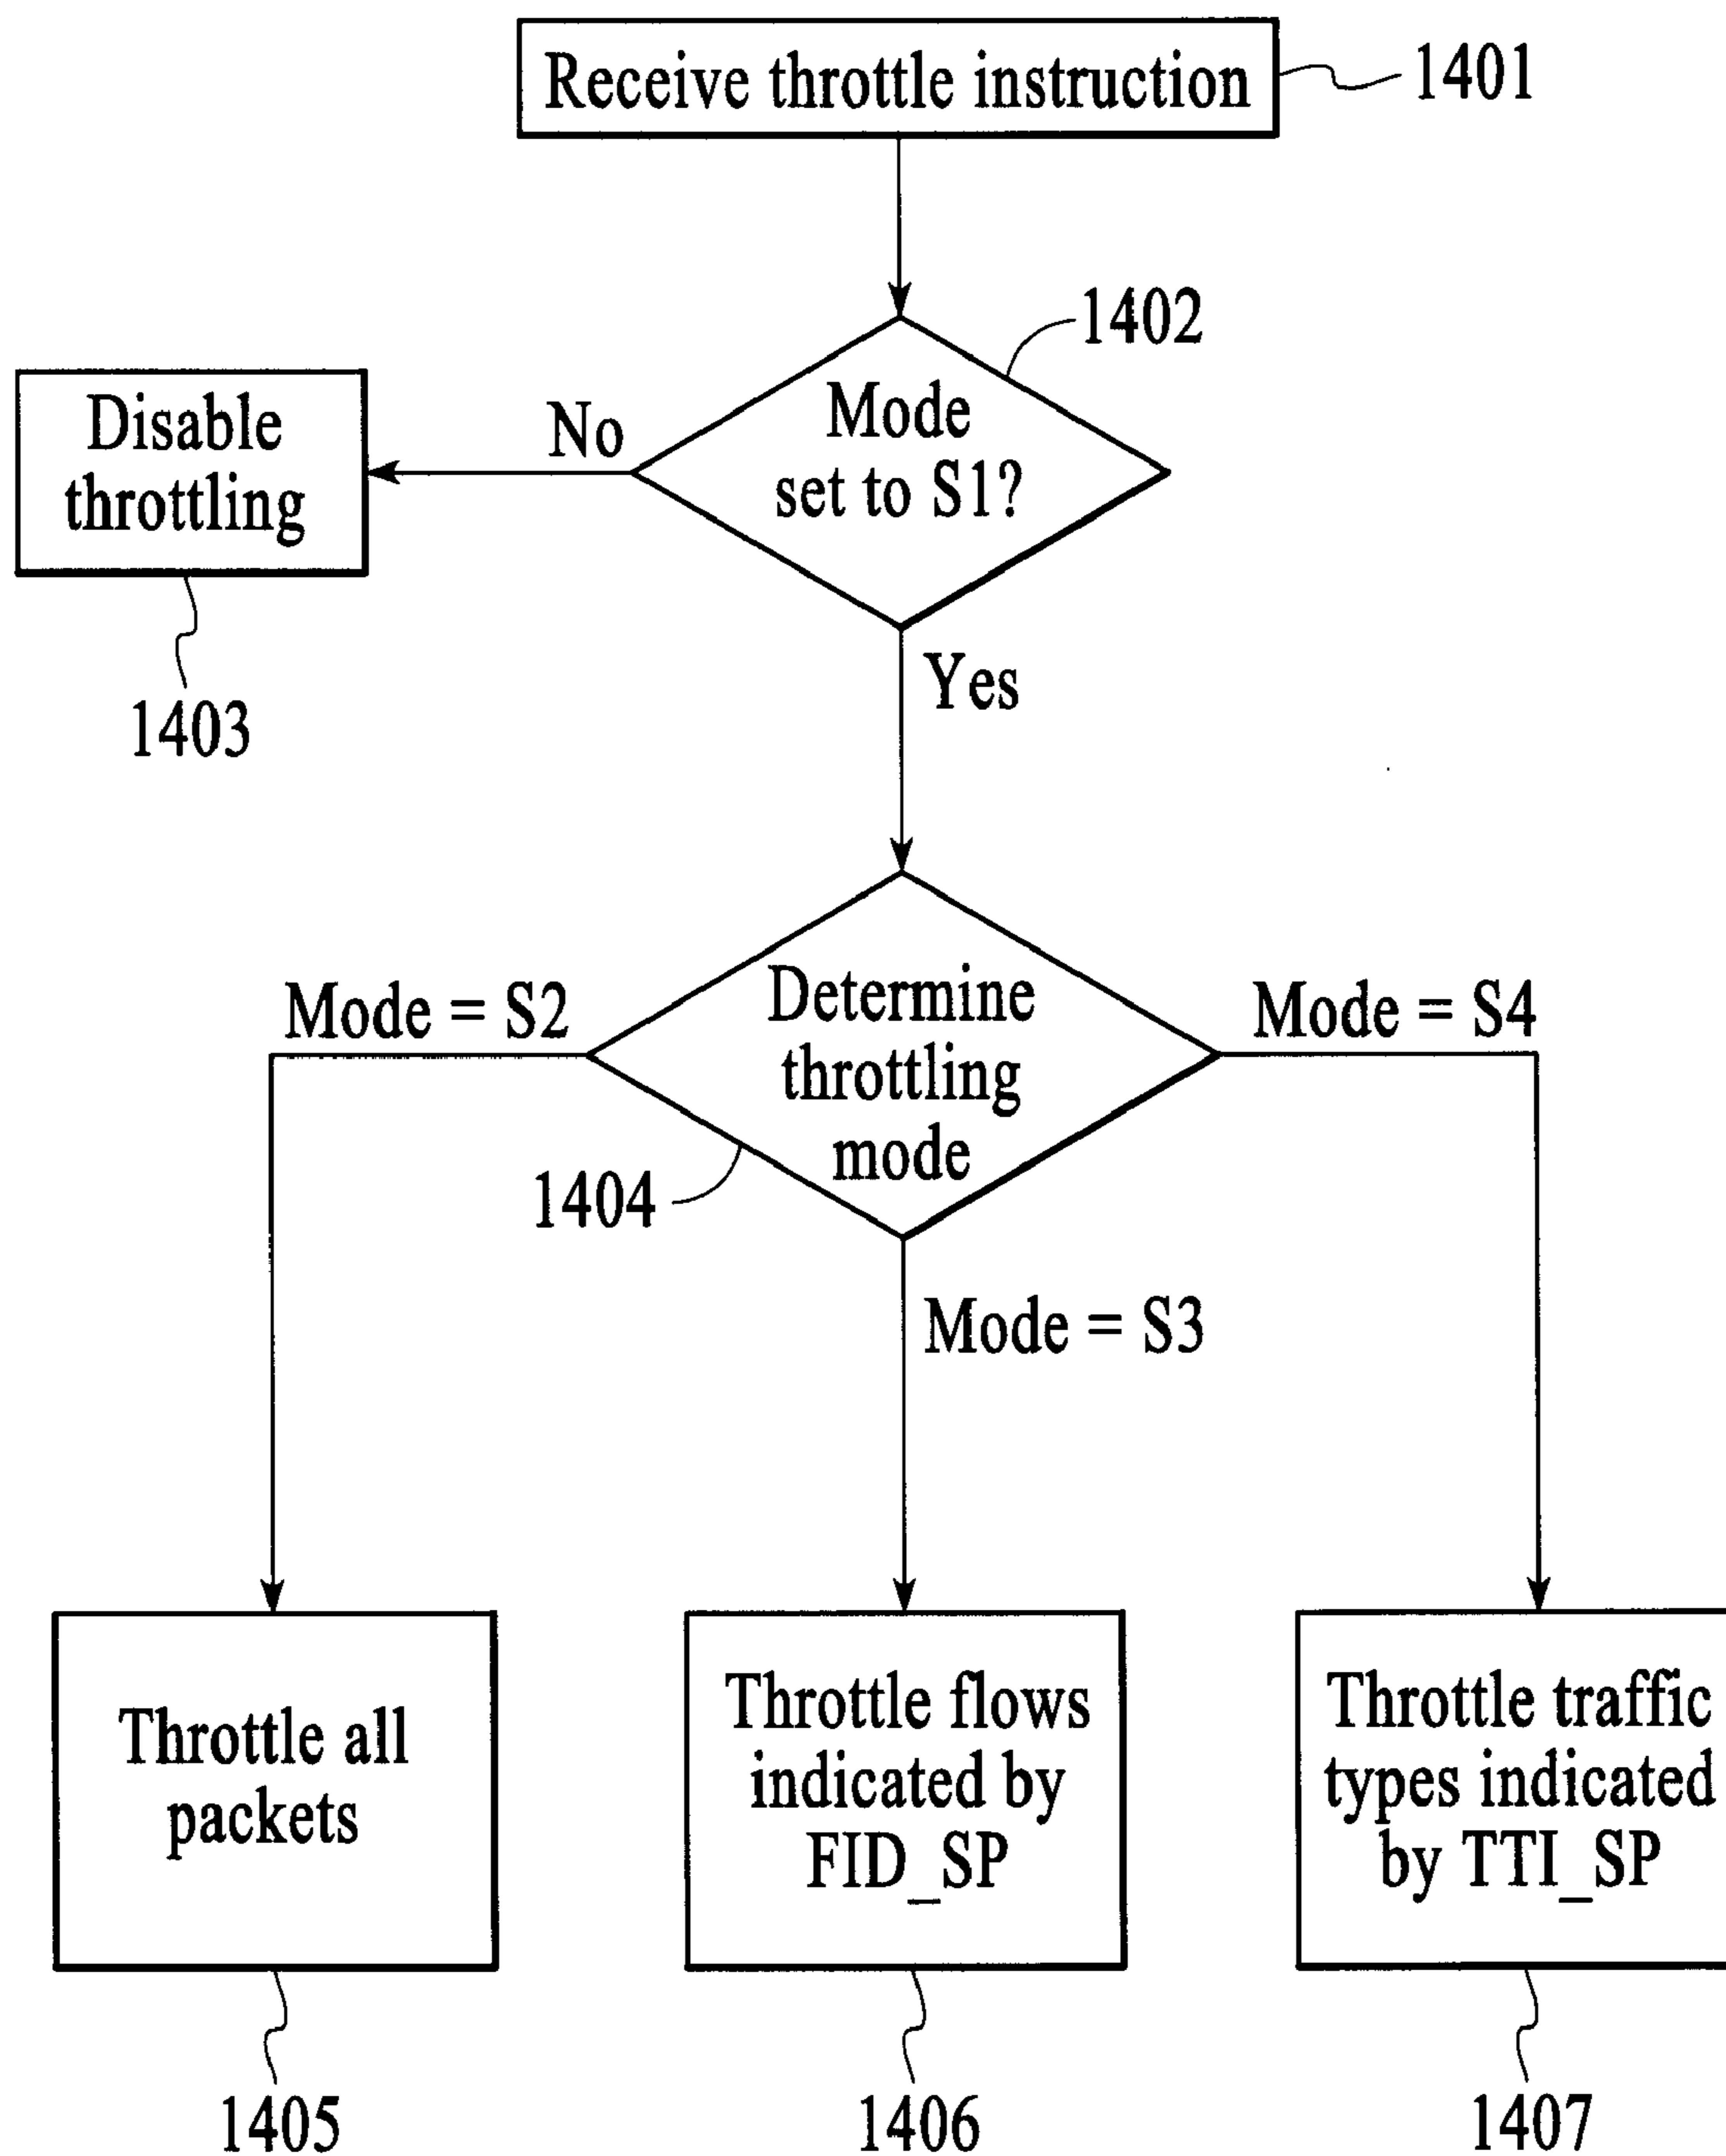 Receive throttle instruction
1401
1402
Mode
set to S1?
No
Disable
throttling
1403
Yes
Mode = S2
Determine
throttling
mode
Mode = S4
1404
Mode = S3
Throttle all
packets
Throttle flows
indicated by
FID_SP
Throttle traffic
types indicated
by TTI_SP
1405
1406
1407